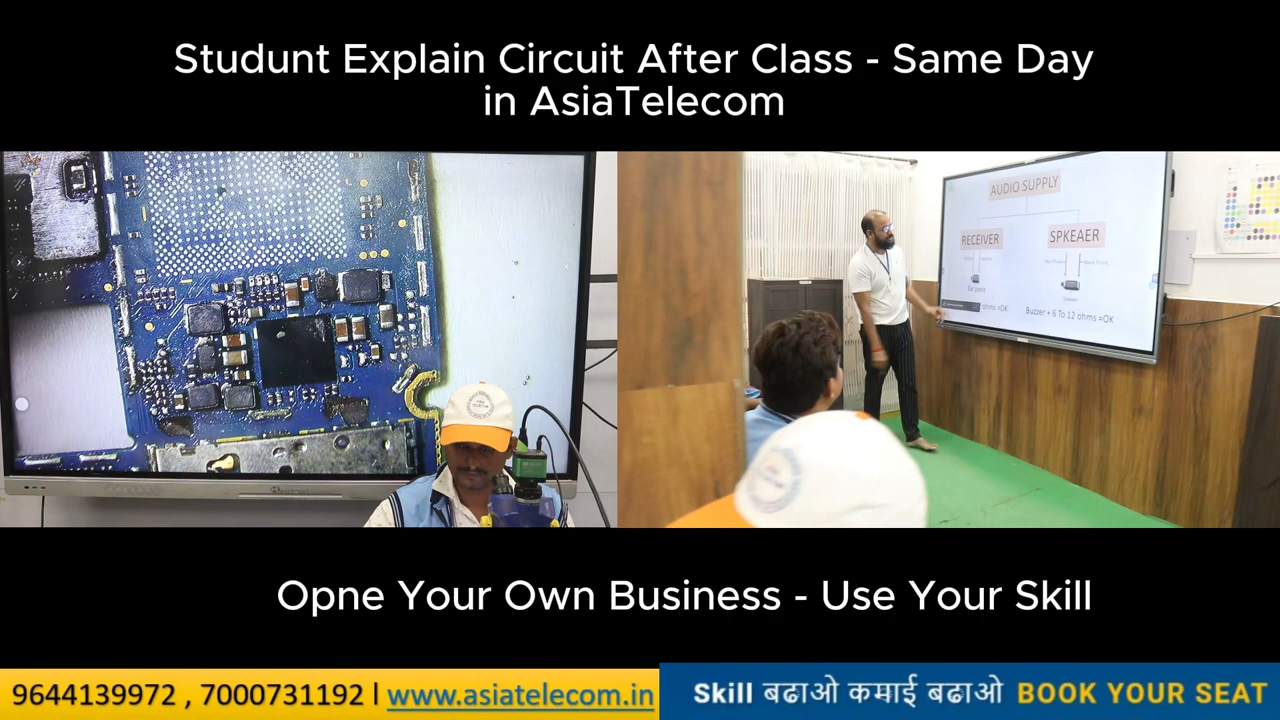 Studunt Explain Circuit After Class - Same Day
in AsiaTelecom
AUDIO SUPPLY
RECEIVER
SPKEAER
ohms =OK
Buzzer + 6 To 12 ohms =OK
Opne Your Own Business - Use Your Skill
9644139972 , 7000731192 | www.asiatelecom.in
Skill बढाओ कमाई बढाओ BOOK YOUR SEAT